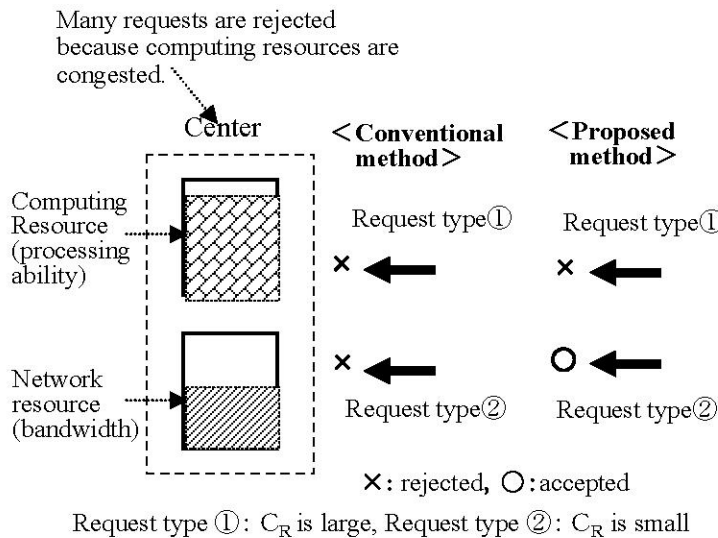 Many requests are rejected
because computing resources are
congested.
Center
<Conventional
method>
<Proposed
method>
Computing
Resource
(processing
ability)
Request type①
Request type①
×
×
Network
resource
(bandwidth)
×
○
Request type②
Request type②
×: rejected, ○:accepted
Request type ①: C_R is large, Request type ②: C_R is small